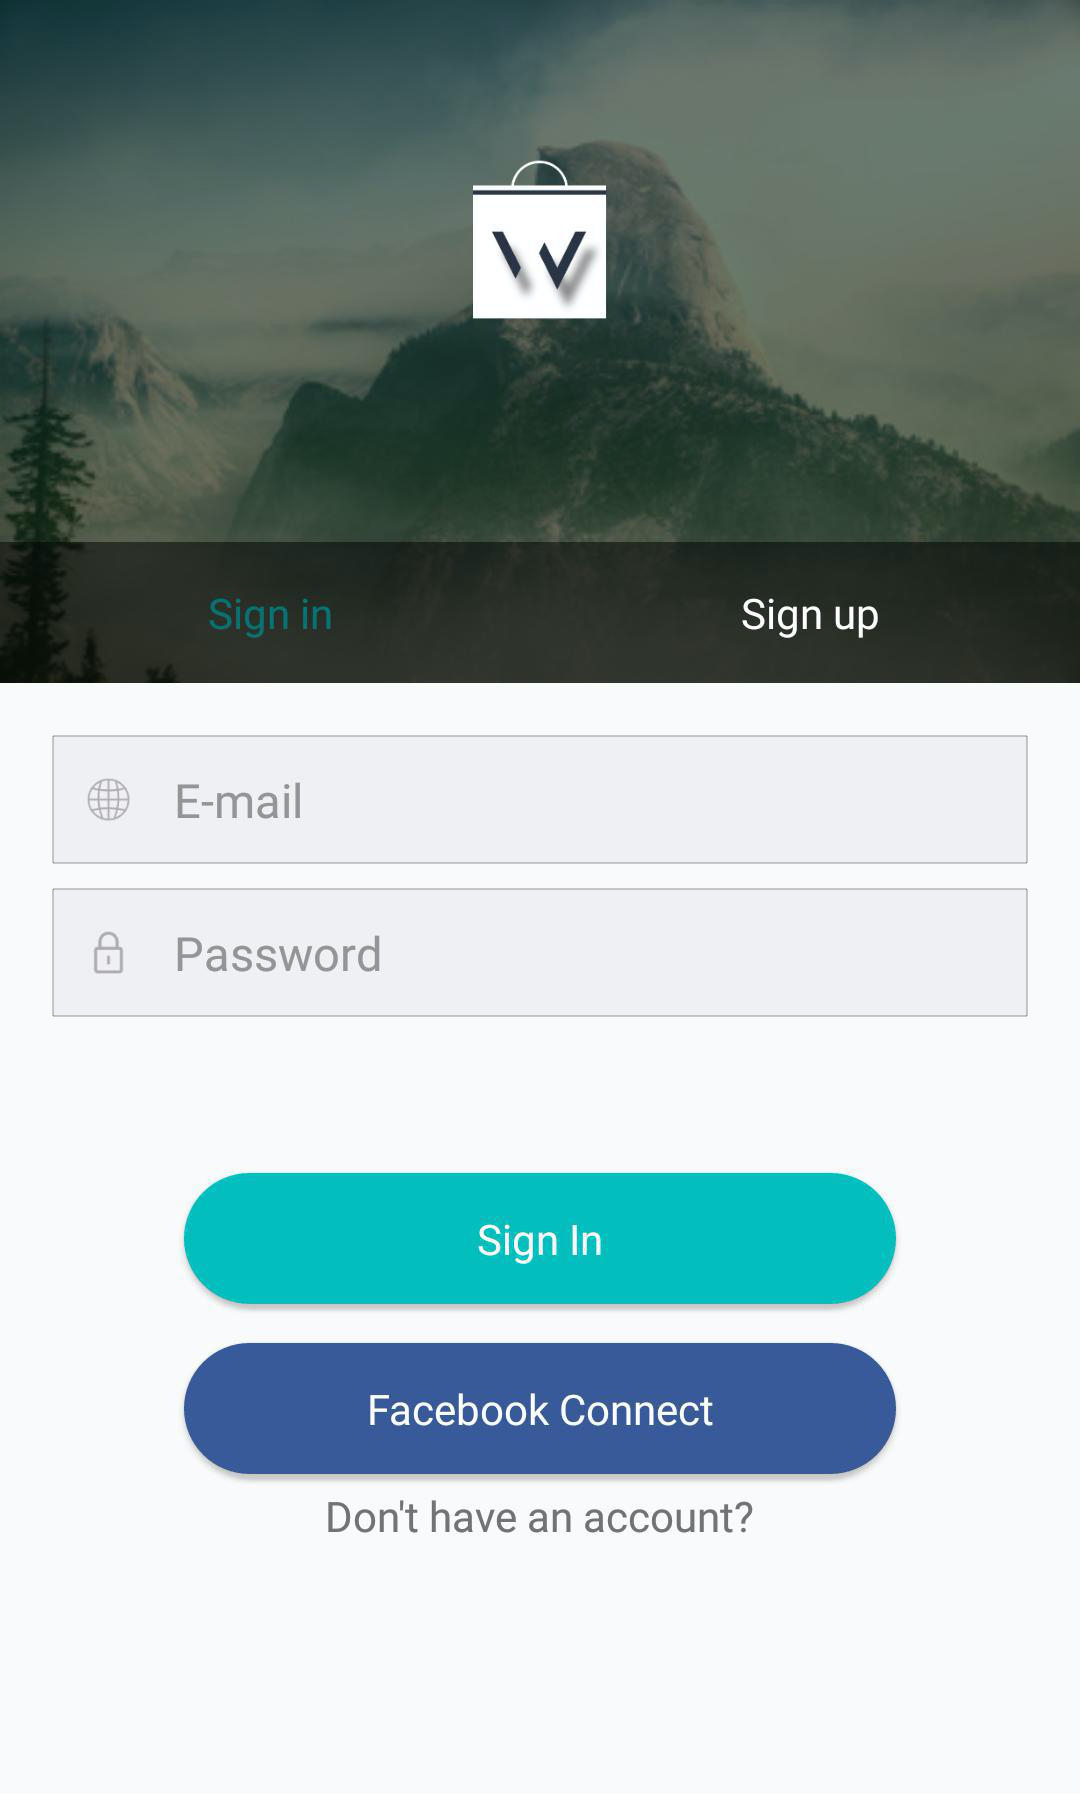 W
Sign in
Sign up
E-mail
Password
Sign In
Facebook Connect
Don't have an account?